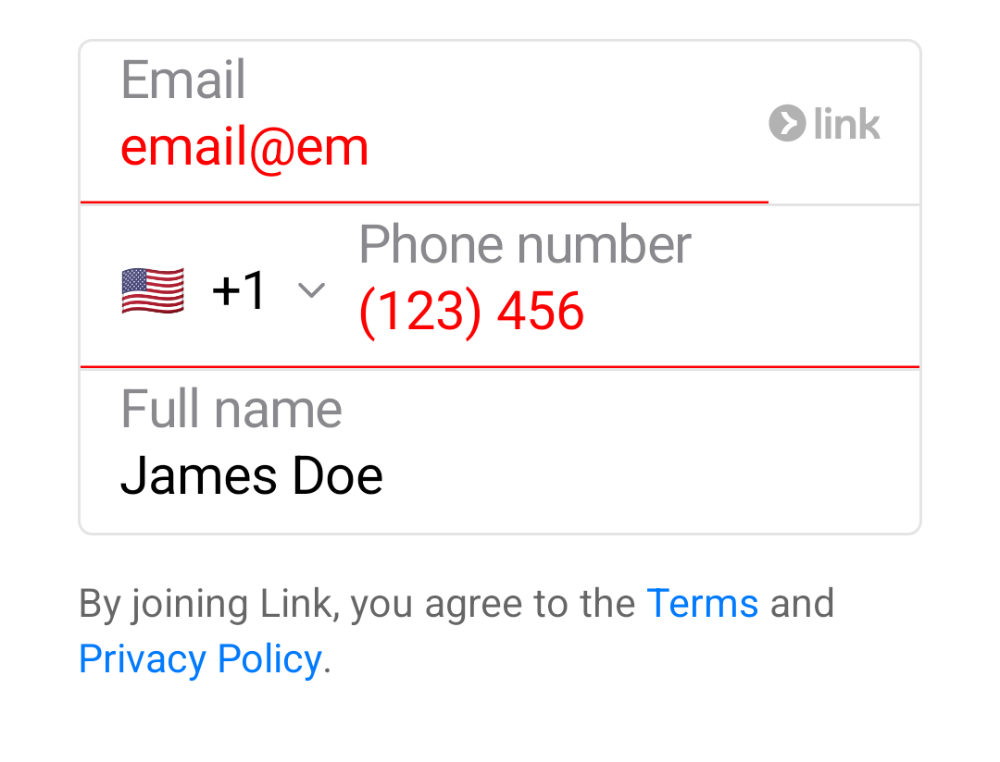 Email
email@em
link
Phone number
+1
(123) 456
Full name
James Doe
By joining Link, you agree to the Terms and
Privacy Policy.